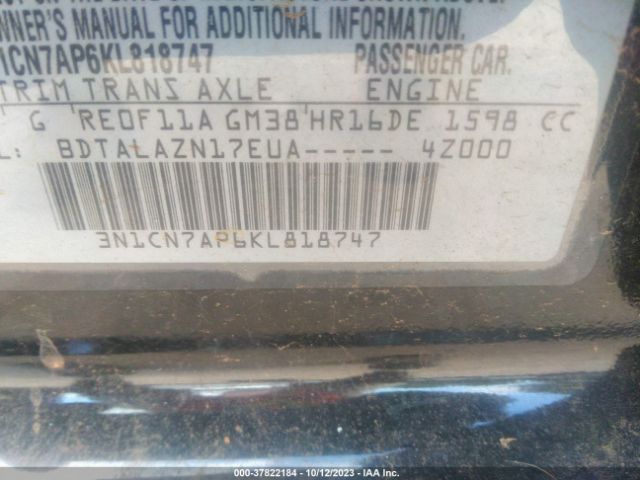 OWNER'S MANUAL FOR ADDITIONAL INFORMATION.
1CN7AP6KL818747 PASSENGER CAR.
TRIM TRANS AXLE ENGINE
G RE0F11A GM38 HR16DE 1598 CC
L: BDTALAZN17EUA----- 4Z000
3N1CN7AP6KL818747
000-37822184 | 10/12/2023 | IAA Inc.